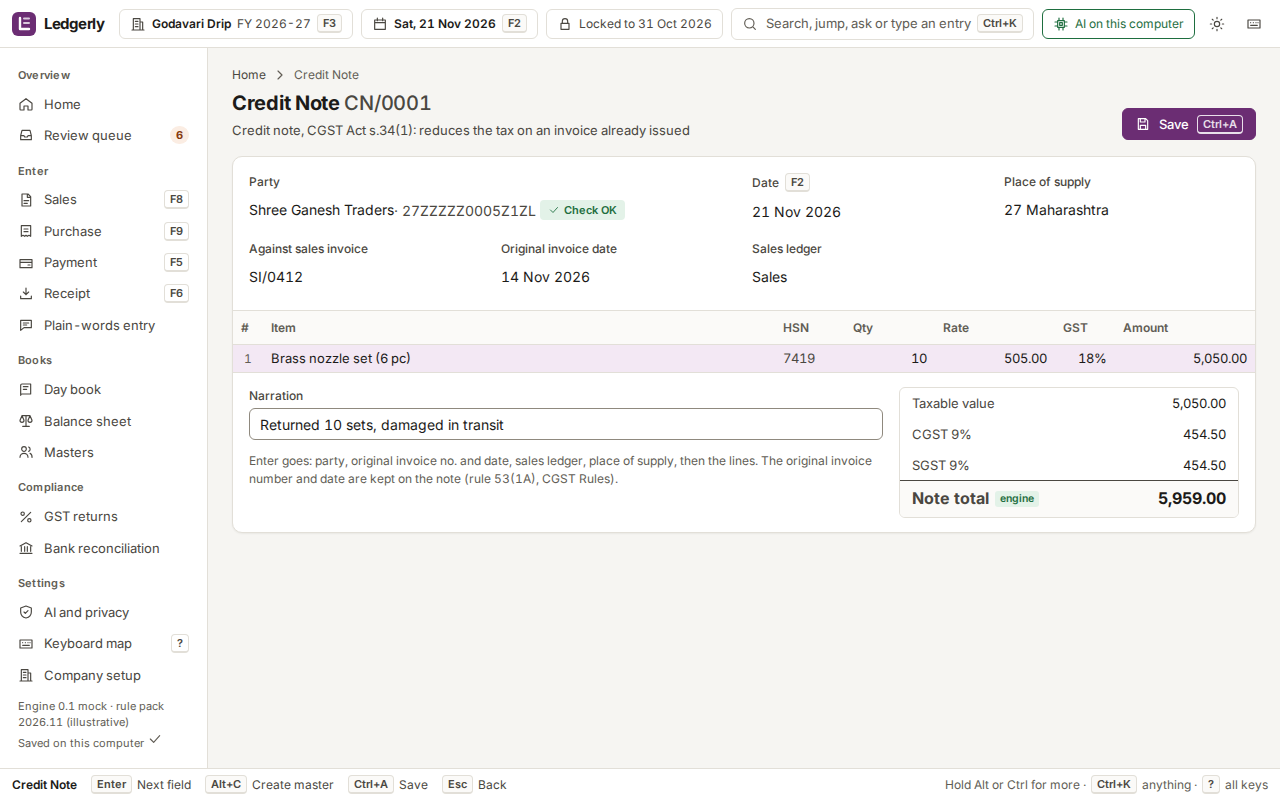 Ledgerly
Godavari Drip FY 2026-27 F3
Sat, 21 Nov 2026 F2
Locked to 31 Oct 2026
Search, jump, ask or type an entry Ctrl+K
AI on this computer
Overview
Home
Review queue 6
Enter
Sales F8
Purchase F9
Payment F5
Receipt F6
Plain-words entry
Books
Day book
Balance sheet
Masters
Compliance
GST returns
Bank reconciliation
Settings
AI and privacy
Keyboard map ?
Company setup
Engine 0.1 mock · rule pack
2026.11 (illustrative)
Saved on this computer
Home > Credit Note
Credit Note CN/0001
Credit note, CGST Act s.34(1): reduces the tax on an invoice already issued
Save Ctrl+A
Party
Shree Ganesh Traders· 27ZZZZZ0005Z1ZL Check OK
Date F2
21 Nov 2026
Place of supply
27 Maharashtra
Against sales invoice
SI/0412
Original invoice date
14 Nov 2026
Sales ledger
Sales
# Item HSN Qty Rate GST Amount
1 Brass nozzle set (6 pc) 7419 10 505.00 18% 5,050.00
Narration
Returned 10 sets, damaged in transit
Enter goes: party, original invoice no. and date, sales ledger, place of supply, then the lines. The original invoice
number and date are kept on the note (rule 53(1A), CGST Rules).
Taxable value 5,050.00
CGST 9% 454.50
SGST 9% 454.50
Note total engine 5,959.00
Credit Note Enter Next field Alt+C Create master Ctrl+A Save Esc Back
Hold Alt or Ctrl for more · Ctrl+K anything · ? all keys